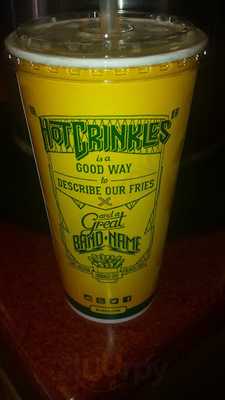 "HOT CRINKLES"
is a
GOOD WAY
to
DESCRIBE OUR FRIES
and a
Great
BAND NAME